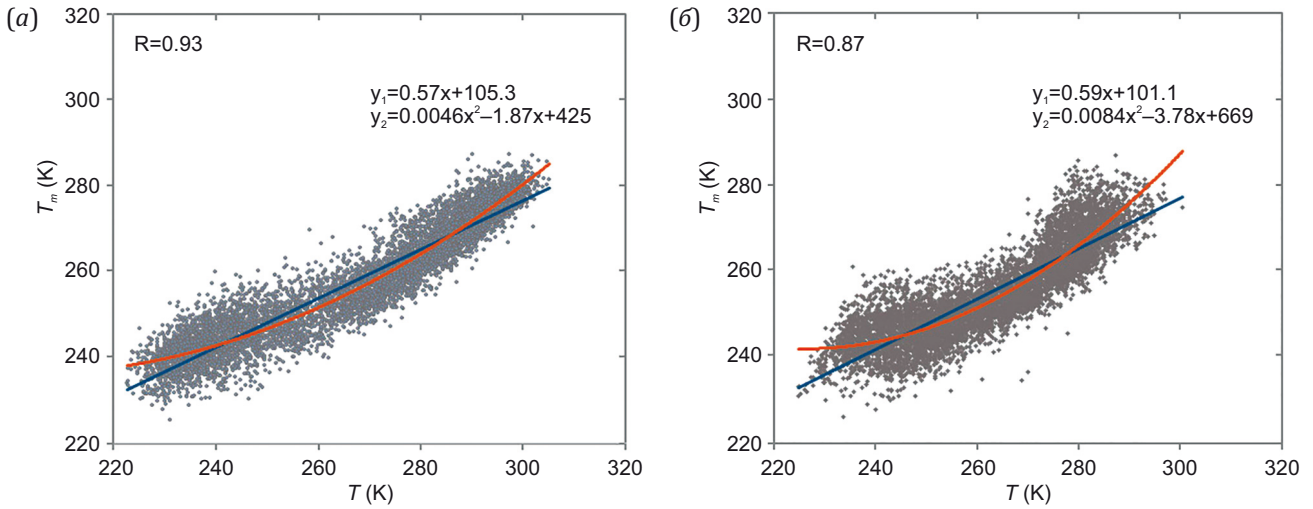 (а)
R=0.93
y₁=0.57x+105.3
y₂=0.0046x²–1.87x+425
320
300
280
260
240
220
Tₘ (K)
220 240 260 280 300 320
T (K)
(б)
R=0.87
y₁=0.59x+101.1
y₂=0.0084x²–3.78x+669
320
300
280
260
240
220
Tₘ (K)
220 240 260 280 300 320
T (K)